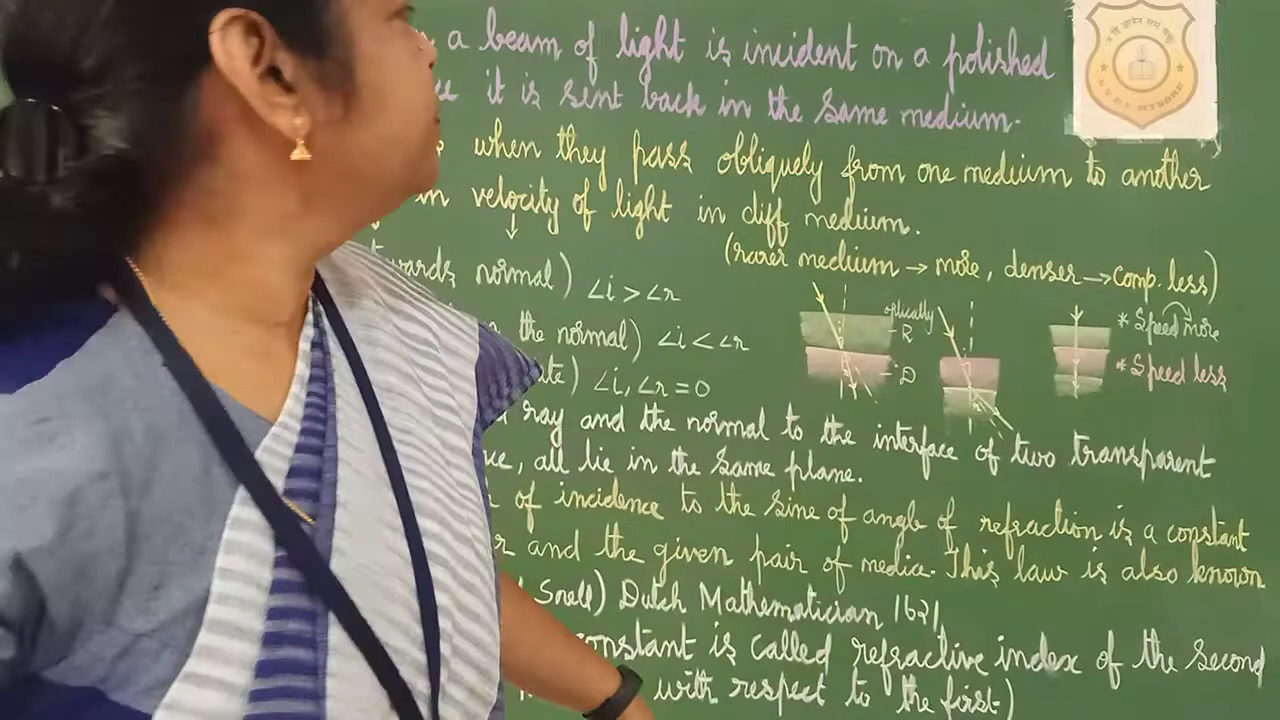 a beam of light is incident on a polished
it is sent back in the same medium.
when they pass obliquely from one medium to another
in velocity of light in diff medium.
(rarer medium → more, denser → comp. less)
wards normal) ∠i > ∠r
optically
R
* Speed more
the normal) ∠i < ∠r
D
* Speed less
ate) ∠i, ∠r = 0
ray and the normal to the interface of two transparent
ce, all lie in the same plane.
of incidence to the sine of angle of refraction is a constant
r and the given pair of media. This law is also known
Snell) Dutch Mathematician 1621
constant is called refractive index of the second
with respect to the first)